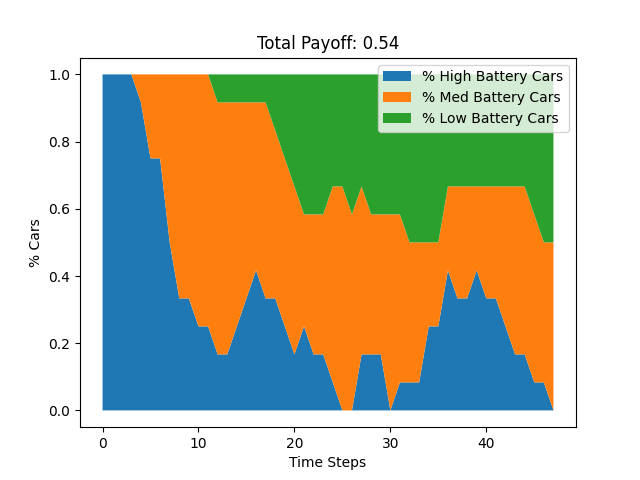 Total Payoff: 0.54
% High Battery Cars
% Med Battery Cars
% Low Battery Cars
1.0
0.8
0.6
0.4
0.2
0.0
% Cars
0 10 20 30 40
Time Steps